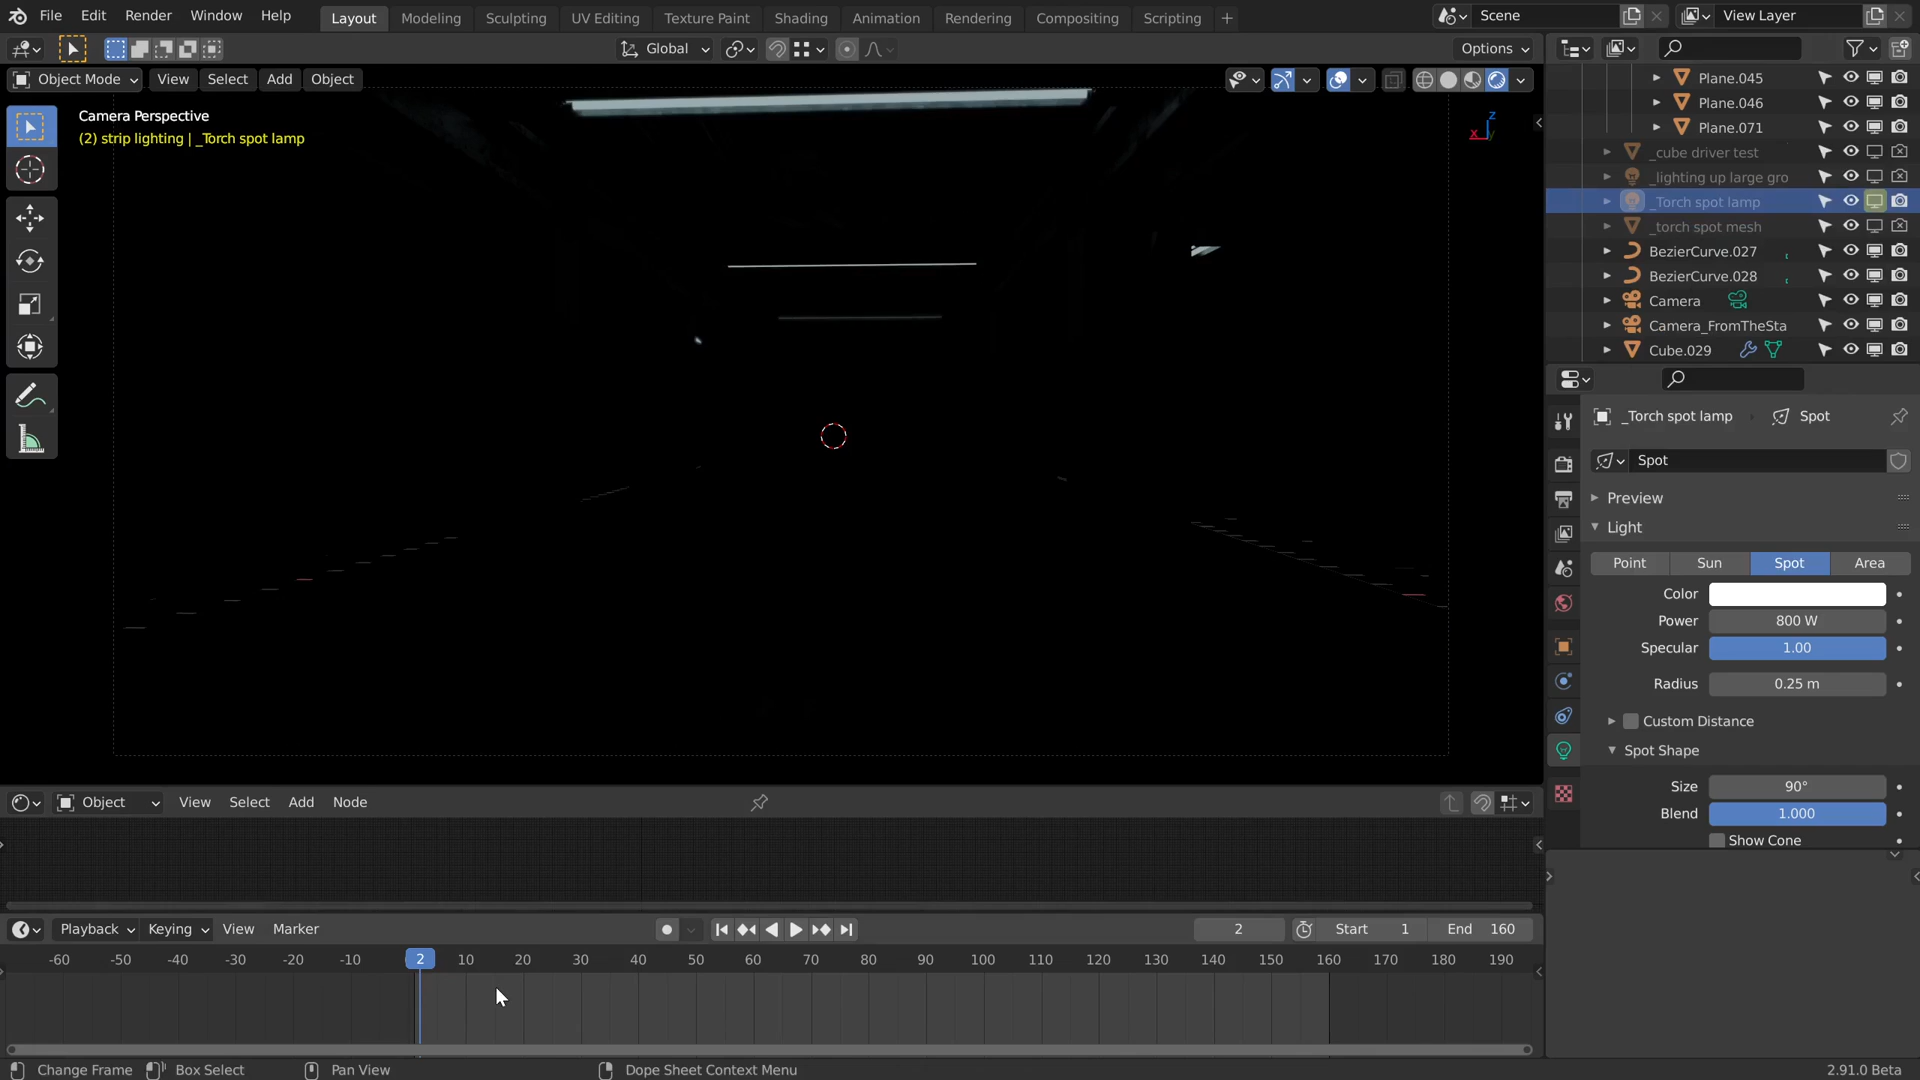 File Edit Render Window Help
Layout Modeling Sculpting UV Editing Texture Paint Shading Animation Rendering Compositing Scripting +
Scene
View Layer
Global
Options
Object Mode View Select Add Object
Camera Perspective
(2) strip lighting | _Torch spot lamp
Z
X
Y
Plane.045
Plane.046
Plane.071
_cube driver test
_lighting up large gro
_Torch spot lamp
_torch spot mesh
BezierCurve.027
BezierCurve.028
Camera
Camera_FromTheSta
Cube.029
_Torch spot lamp Spot
Spot
Preview
Light
Point Sun Spot Area
Color
Power 800 W
Specular 1.00
Radius 0.25 m
Custom Distance
Spot Shape
Size 90°
Blend 1.000
Show Cone
Object View Select Add Node
Playback Keying View Marker
2 Start 1 End 160
-60 -50 -40 -30 -20 -10 2 10 20 30 40 50 60 70 80 90 100 110 120 130 140 150 160 170 180 190
Change Frame Box Select Pan View Dope Sheet Context Menu 2.91.0 Beta